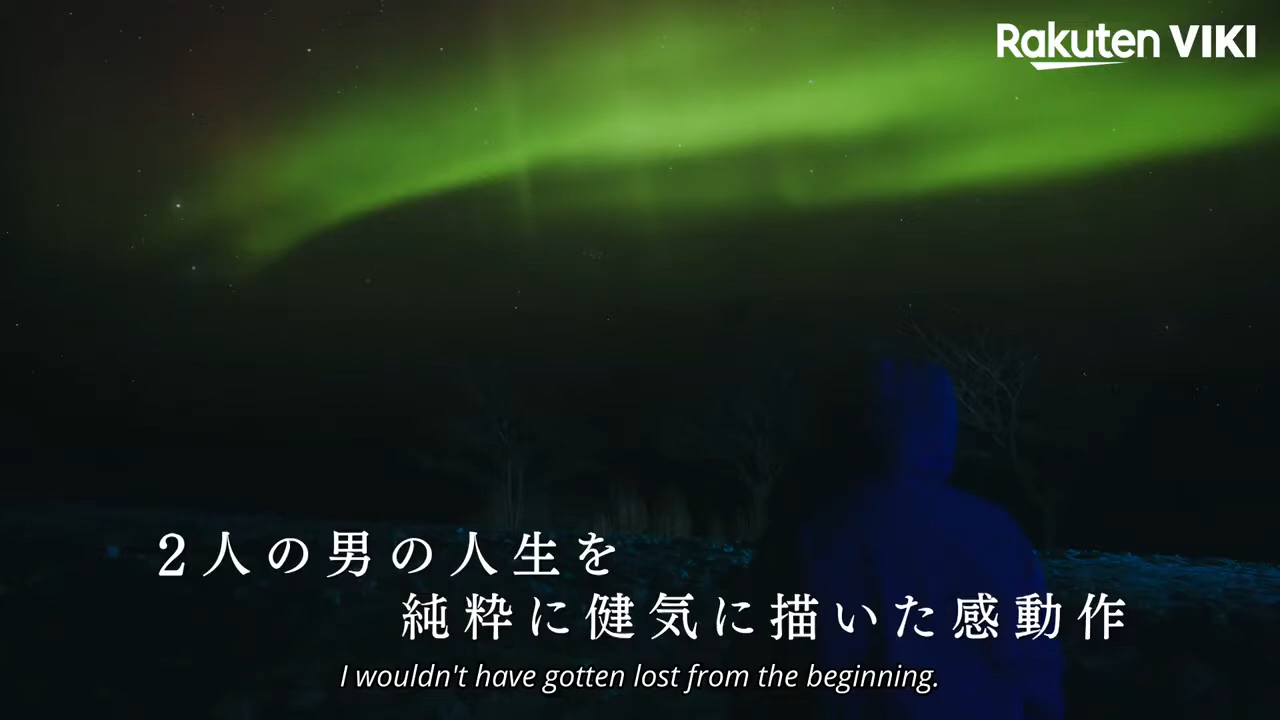 Rakuten VIKI
2人の男の人生を
純粋に健気に描いた感動作
I wouldn't have gotten lost from the beginning.